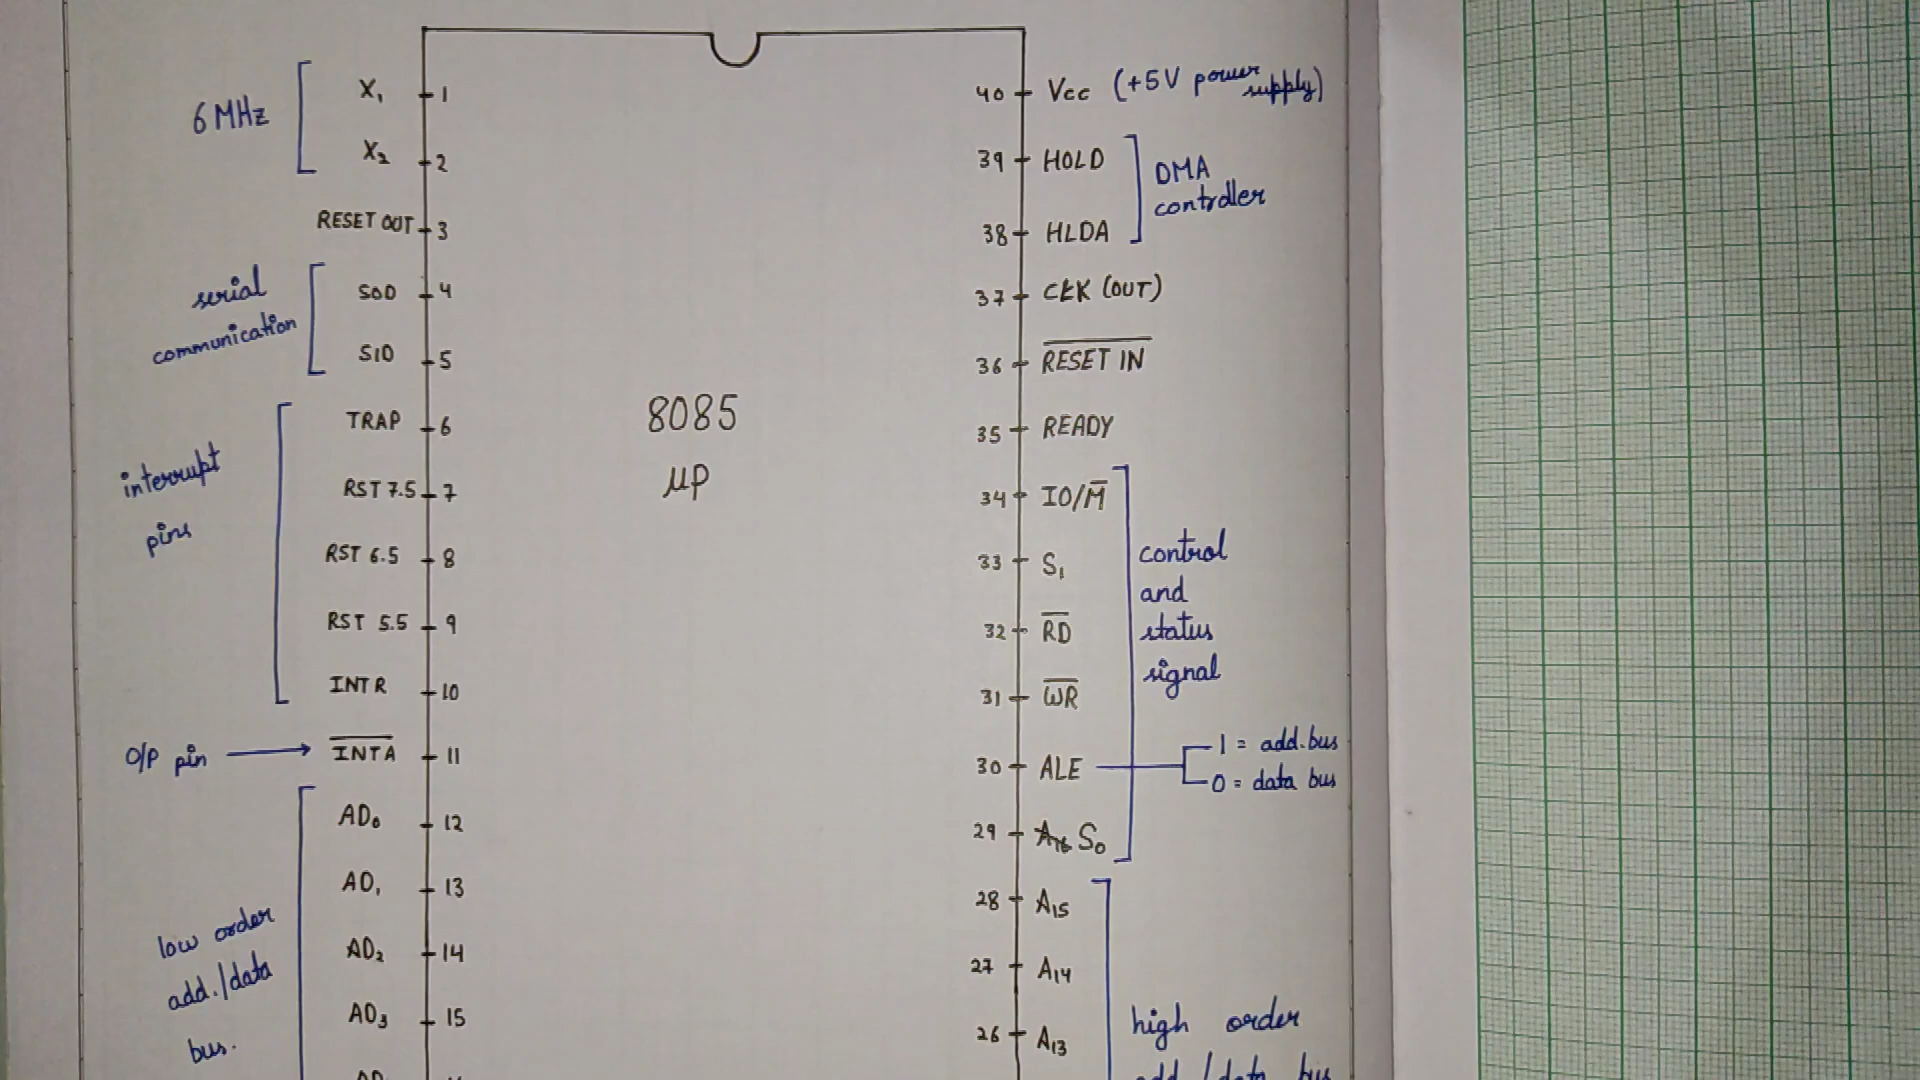 6 MHz
X₁ 1
X₂ 2
RESET OUT 3
serial
communication
SOD 4
SID 5
interrupt
pins
TRAP 6
RST 7.5 7
RST 6.5 8
RST 5.5 9
INTR 10
O/P pin → I̅N̅T̅A̅ 11
low order
add./data
bus.
AD₀ 12
AD₁ 13
AD₂ 14
AD₃ 15
8085
μP
40 Vcc (+5V power supply)
39 HOLD
38 HLDA
DMA
controller
37 CLK (OUT)
36 R̅E̅S̅E̅T̅ I̅N̅
35 READY
34 IO/M̅
33 S₁
32 R̅D̅
31 W̅R̅
30 ALE
1 = add. bus
0 = data bus
29 S₀
control
and
status
signal
28 A₁₅
27 A₁₄
26 A₁₃
high order
add / data bus